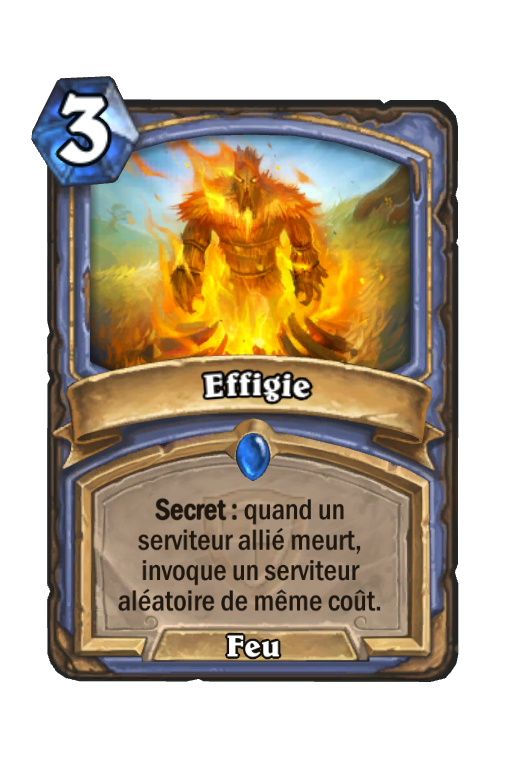 3
Effigie
Secret : quand un
serviteur allié meurt,
invoque un serviteur
aléatoire de même coût.
Feu